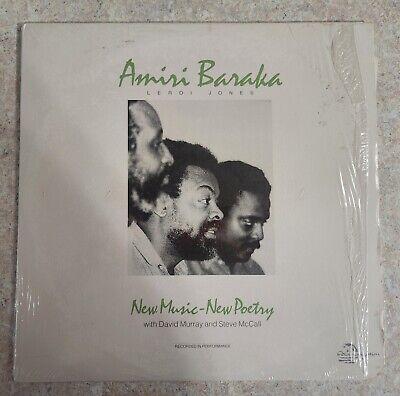 Amiri Baraka
LEROI JONES
New Music-New Poetry
with David Murray and Steve McCall
RECORDED IN PERFORMANCE